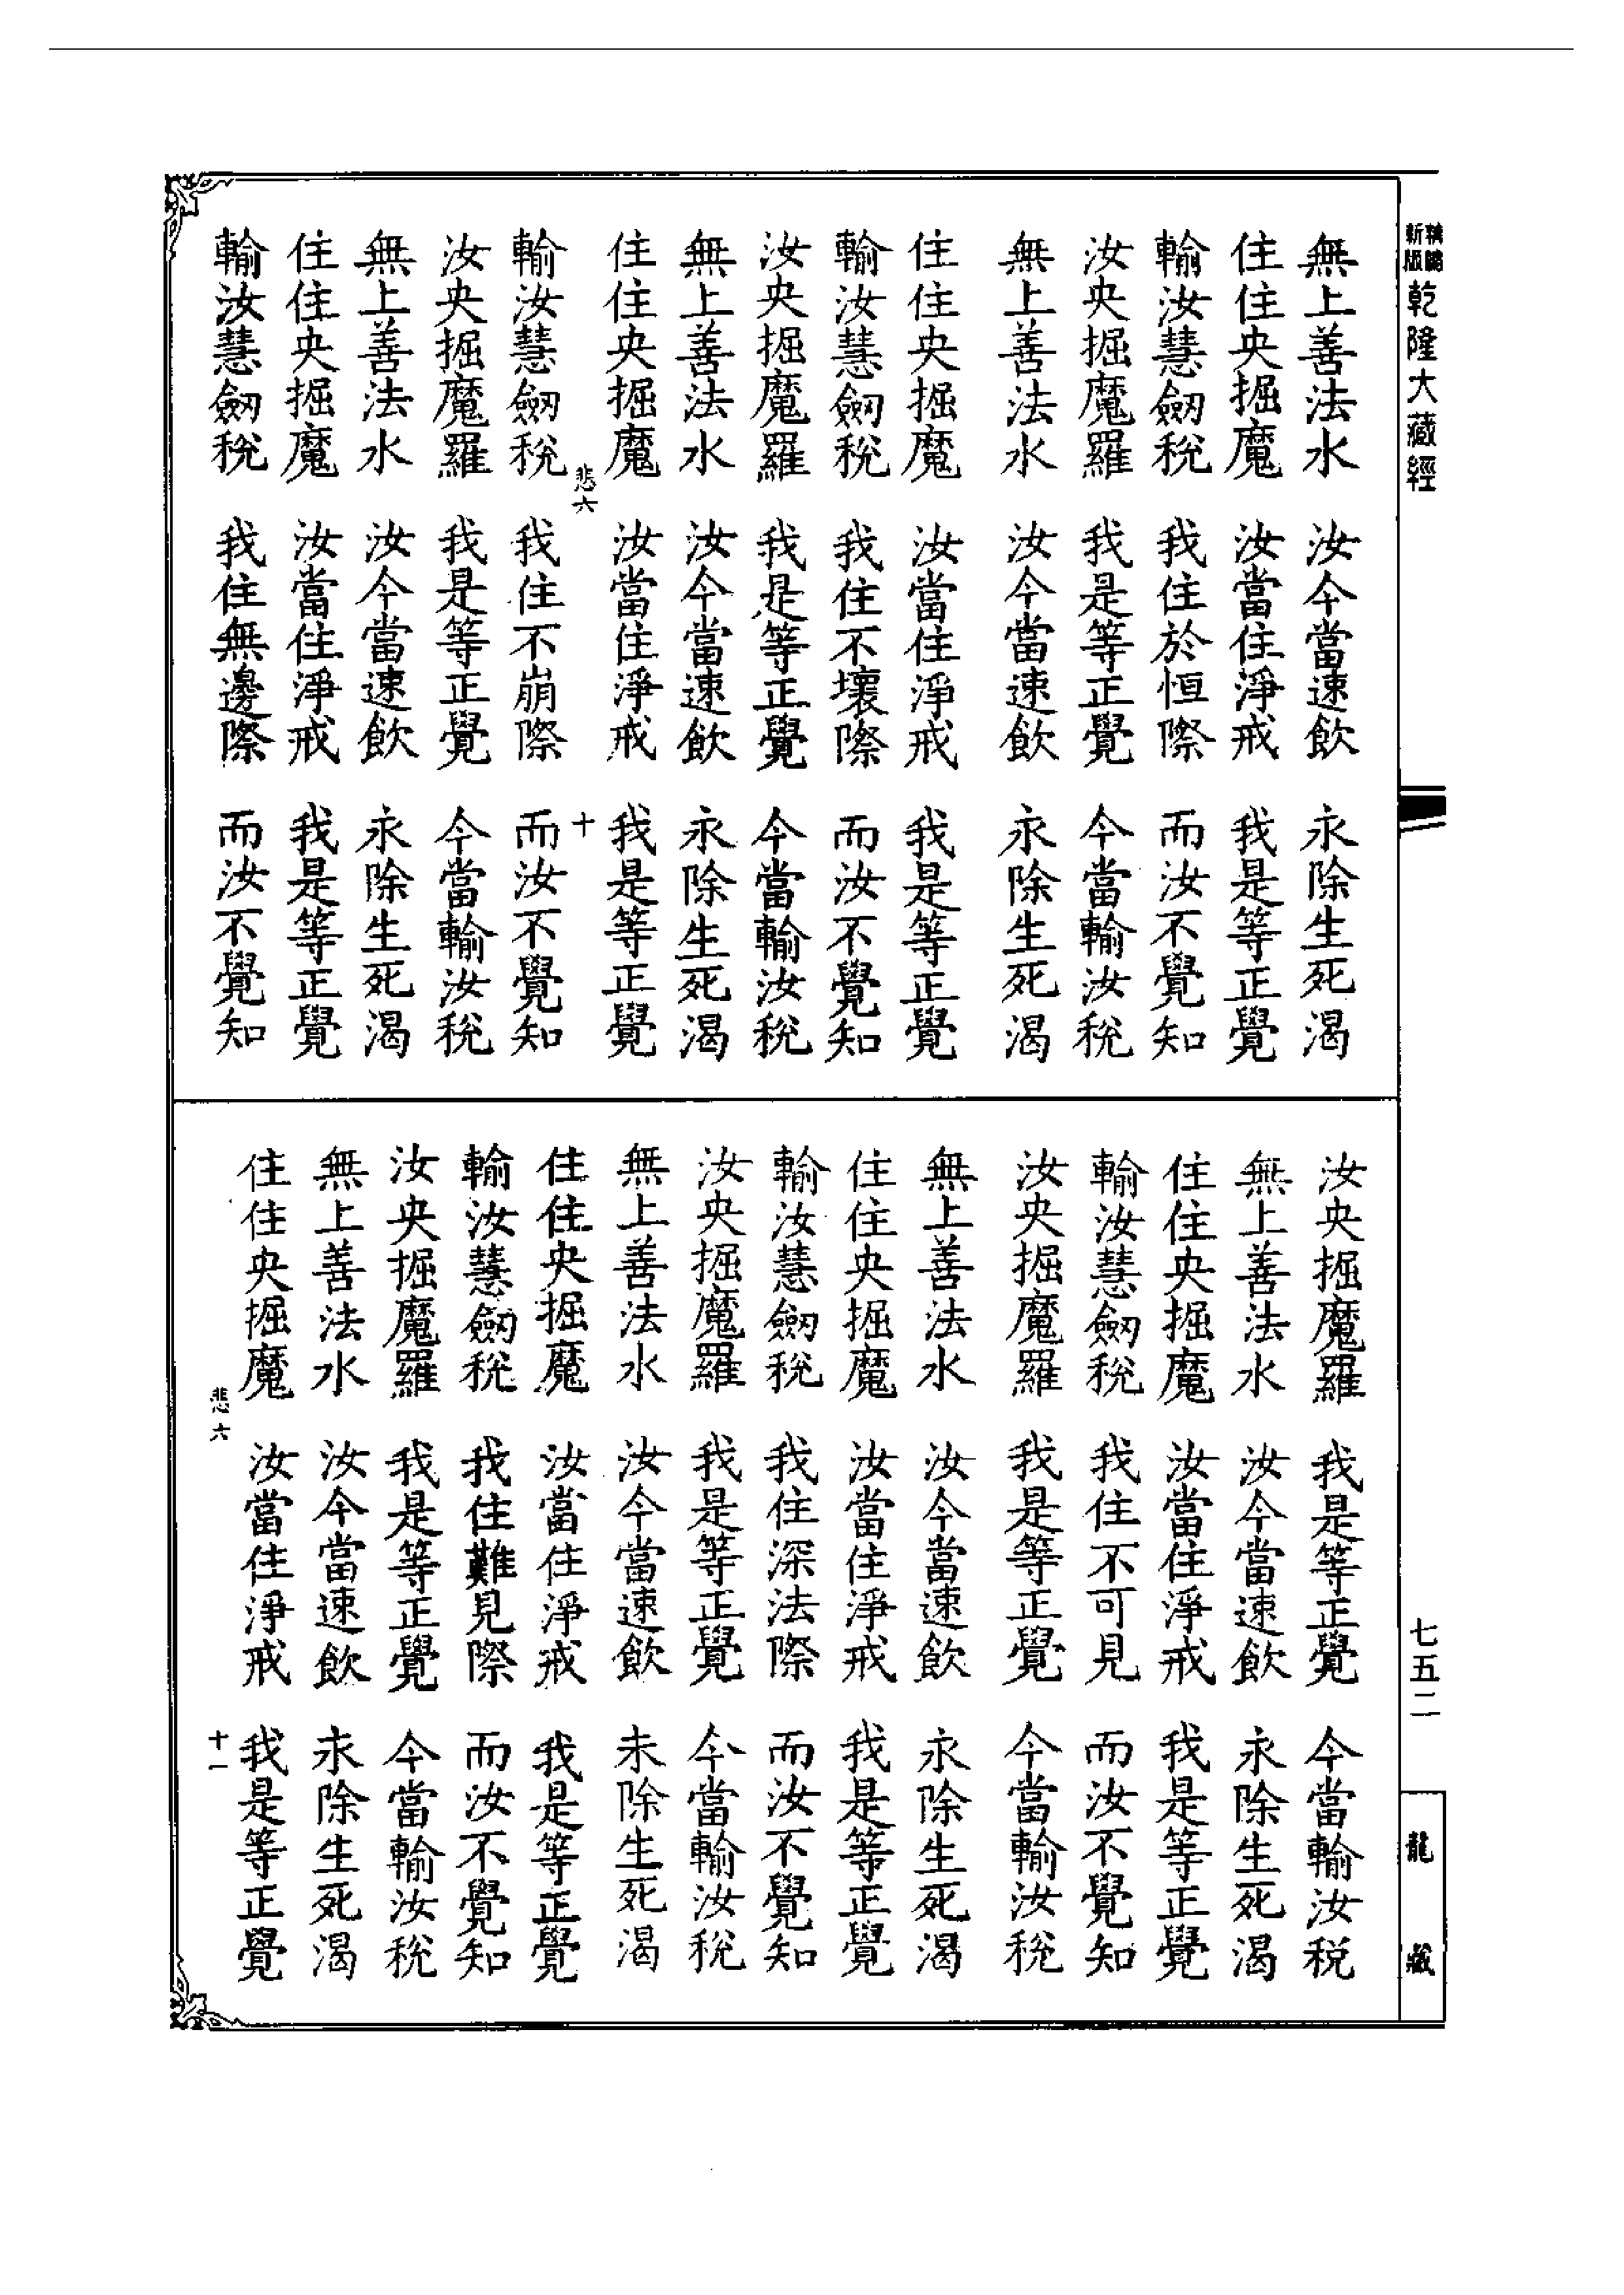 乾隆大藏經
七五二
龍藏
無上善法水 汝今當速飲 永除生死渴
住住央掘魔 汝當住淨戒 我是等正覺
輸汝慧劒稅 我住於恒際 而汝不覺知
汝央掘魔羅 我是等正覺 今當輸汝稅
無上善法水 汝今當速飲 永除生死渴
住住央掘魔 汝當住淨戒 我是等正覺
輸汝慧劒稅 我住不壞際 而汝不覺知
汝央掘魔羅 我是等正覺 今當輸汝稅
無上善法水 汝今當速飲 永除生死渴
住住央掘魔 汝當住淨戒 我是等正覺
悲六 十
輸汝慧劒稅 我住不崩際 而汝不覺知
汝央掘魔羅 我是等正覺 今當輸汝稅
無上善法水 汝今當速飲 永除生死渴
住住央掘魔 汝當住淨戒 我是等正覺
輸汝慧劒稅 我住無邊際 而汝不覺知
汝央掘魔羅 我是等正覺 今當輸汝稅
無上善法水 汝今當速飲 永除生死渴
住住央掘魔 汝當住淨戒 我是等正覺
輸汝慧劒稅 我住不可見 而汝不覺知
汝央掘魔羅 我是等正覺 今當輸汝稅
無上善法水 汝今當速飲 永除生死渴
住住央掘魔 汝當住淨戒 我是等正覺
輸汝慧劒稅 我住深法際 而汝不覺知
汝央掘魔羅 我是等正覺 今當輸汝稅
無上善法水 汝今當速飲 未除生死渴
住住央掘魔 汝當住淨戒 我是等正覺
輸汝慧劒稅 我住難見際 而汝不覺知
汝央掘魔羅 我是等正覺 今當輸汝稅
無上善法水 汝今當速飲 永除生死渴
住住央掘魔 汝當住淨戒 我是等正覺
悲六 十一